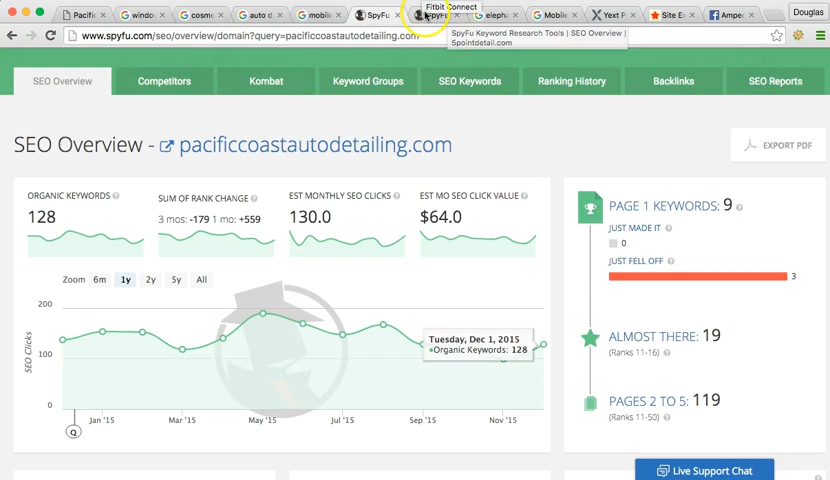 Fitbit Connect
Pacific
window
cosme
auto d
mobile
SpyFu
SpyFu
elepha
Mobile
Yext P
Site Ex
Ampe
Douglas
www.spyfu.com/seo/overview/domain?query=pacificcoastautodetailing.com
SpyFu Keyword Research Tools | SEO Overview |
5pointdetail.com
SEO Overview
Competitors
Kombat
Keyword Groups
SEO Keywords
Ranking History
Backlinks
SEO Reports
SEO Overview - pacificcoastautodetailing.com
EXPORT PDF
ORGANIC KEYWORDS ?
128
SUM OF RANK CHANGE ?
3 mos: -179 1 mo: +559
EST MONTHLY SEO CLICKS ?
130.0
EST MO SEO CLICK VALUE ?
$64.0
Zoom 6m 1y 2y 5y All
200
100
0
SEO Clicks
Tuesday, Dec 1, 2015
Organic Keywords: 128
Jan '15
Mar '15
May '15
Jul '15
Nov '15
Q
PAGE 1 KEYWORDS: 9 ?
JUST MADE IT ?
0
JUST FELL OFF ?
3
ALMOST THERE: 19
(Ranks 11-16) ?
PAGES 2 TO 5: 119
(Ranks 11-50) ?
Live Support Chat